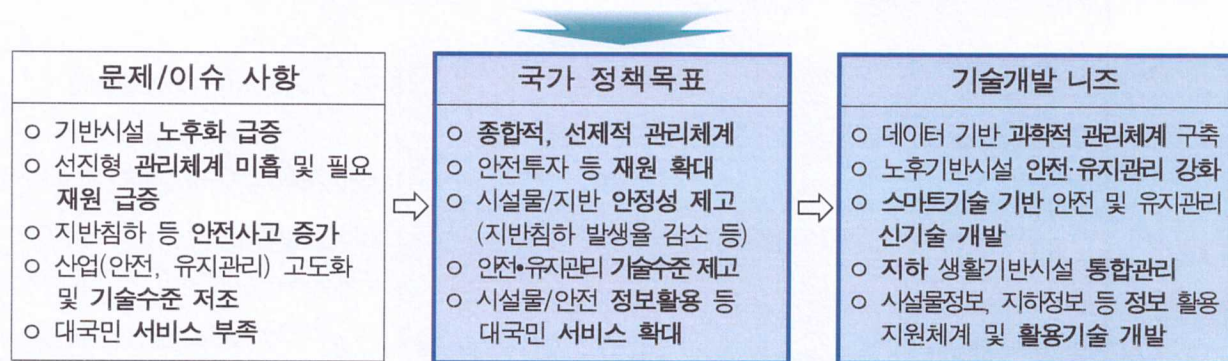 문제/이슈 사항
○ 기반시설 노후화 급증
○ 선진형 관리체계 미흡 및 필요
재원 급증
○ 지반침하 등 안전사고 증가
○ 산업(안전, 유지관리) 고도화
및 기술수준 저조
○ 대국민 서비스 부족
국가 정책목표
○ 종합적, 선제적 관리체계
○ 안전투자 등 재원 확대
○ 시설물/지반 안정성 제고
(지반침하 발생율 감소 등)
○ 안전•유지관리 기술수준 제고
○ 시설물/안전 정보활용 등
대국민 서비스 확대
기술개발 니즈
○ 데이터 기반 과학적 관리체계 구축
○ 노후기반시설 안전·유지관리 강화
○ 스마트기술 기반 안전 및 유지관리
신기술 개발
○ 지하 생활기반시설 통합관리
○ 시설물정보, 지하정보 등 정보 활용
지원체계 및 활용기술 개발